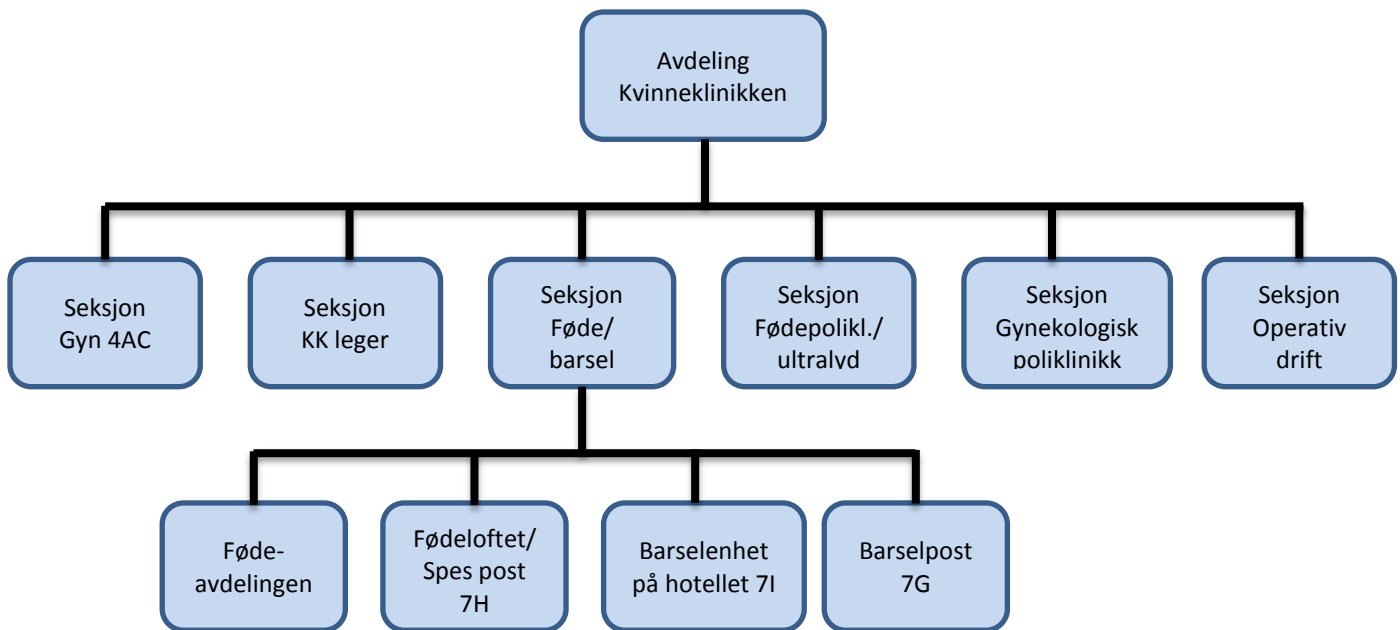 Avdeling
Kvinneklinikken
Seksjon
Gyn 4AC
Seksjon
KK leger
Seksjon
Føde/
barsel
Seksjon
Fødepolikl./
ultralyd
Seksjon
Gynekologisk
poliklinikk
Seksjon
Operativ
drift
Føde-
avdelingen
Fødeloftet/
Spes post
7H
Barselenhet
på hotellet 7I
Barselpost
7G